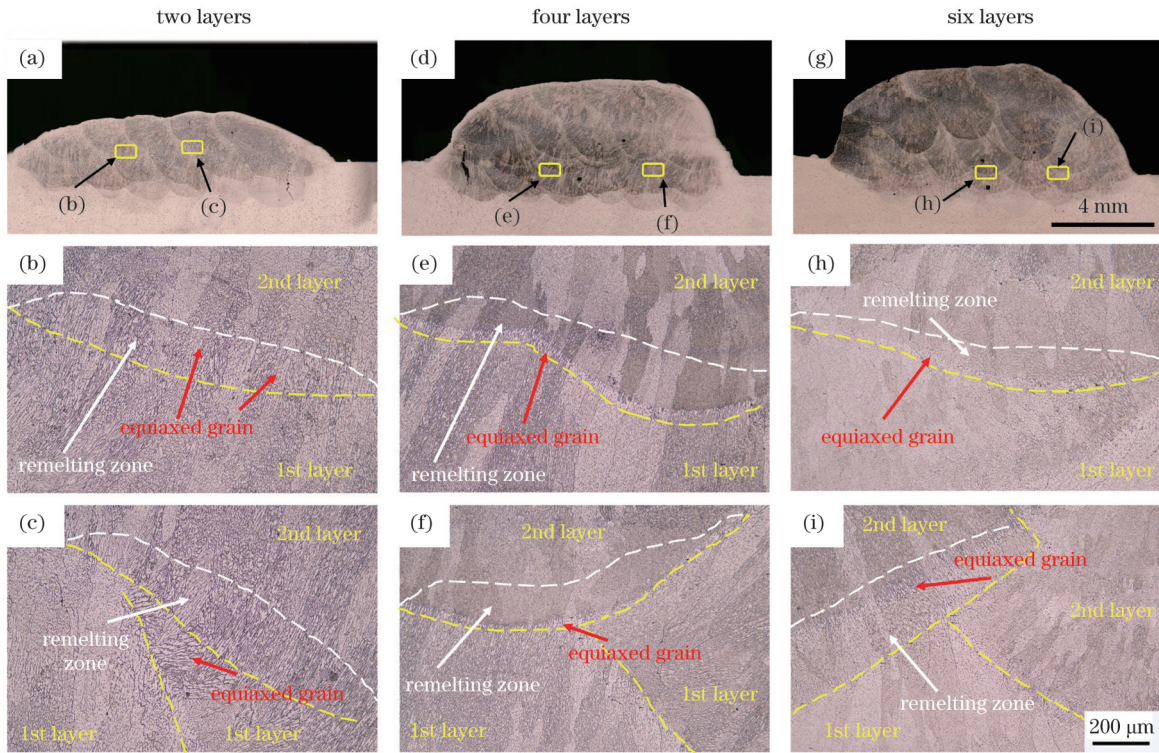 two layers
four layers
six layers
(a)
(b)
(c)
(d)
(e)
(f)
(g)
(i)
(h)
4 mm
(b)
2nd layer
equiaxed grain
remelting zone
1st layer
(e)
2nd layer
equiaxed grain
remelting zone
1st layer
(h)
2nd layer
remelting zone
equiaxed grain
1st layer
(c)
2nd layer
remelting
zone
equiaxed grain
1st layer
1st layer
(f)
2nd layer
equiaxed grain
remelting zone
1st layer
1st layer
(i)
2nd layer
equiaxed grain
2nd layer
remelting zone
1st layer
200 μm